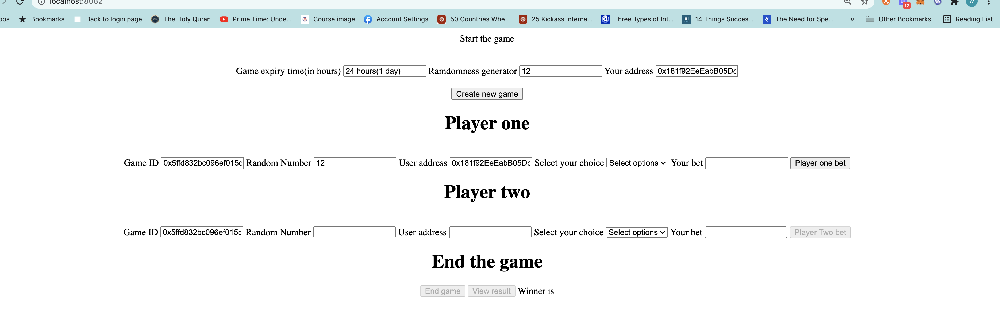 localhost:8082
12
W
ops Bookmarks Back to login page The Holy Quran Prime Time: Unde... Course image Account Settings 50 Countries Whe... 25 Kickass Interna... Three Types of Int... BI 14 Things Succes... The Need for Spe... » Other Bookmarks Reading List
Start the game
Game expiry time(in hours) 24 hours(1 day) Ramdomness generator 12 Your address 0x181f92EeEabB05Dc
Create new game
Player one
Game ID 0x5ffd832bc096ef015c Random Number 12 User address 0x181f92EeEabB05Dc Select your choice Select options Your bet Player one bet
Player two
Game ID 0x5ffd832bc096ef015c Random Number User address Select your choice Select options Your bet Player Two bet
End the game
End game View result Winner is